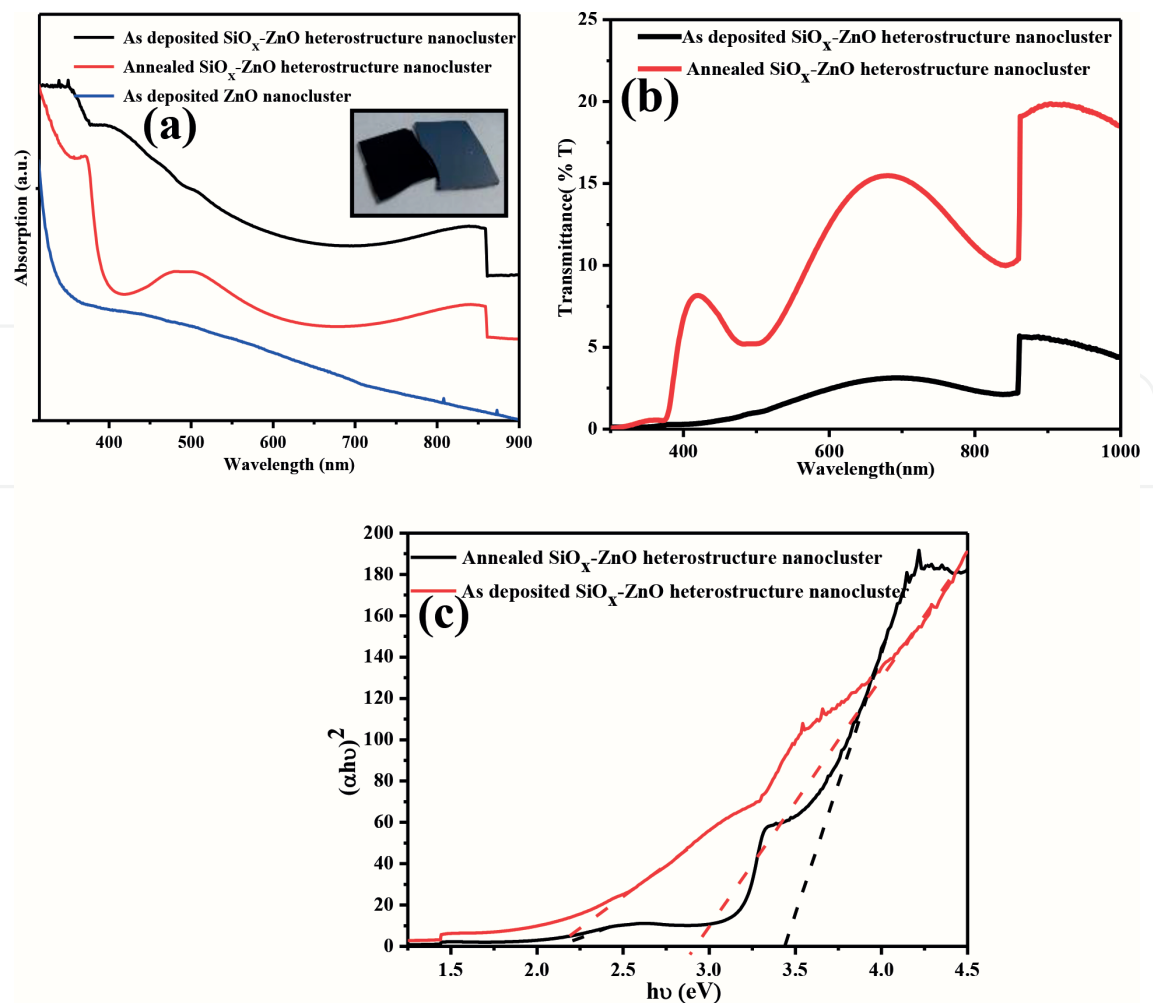 As deposited SiOx-ZnO heterostructure nanocluster
Annealed SiOx-ZnO heterostructure nanocluster
As deposited ZnO nanocluster
(a)
Absorption (a.u.)
400 500 600 700 800 900
Wavelength (nm)
As deposited SiOx-ZnO heterostructure nanocluster
Annealed SiOx-ZnO heterostructure nanocluster
(b)
Transmittance( % T)
25
20
15
10
5
0
400 600 800 1000
Wavelength(nm)
Annealed SiOx-ZnO heterostructure nanocluster
As deposited SiOx-ZnO heterostructure nanocluster
(c)
(αhυ)2
200
180
160
140
120
100
80
60
40
20
0
1.5 2.0 2.5 3.0 3.5 4.0 4.5
hυ (eV)